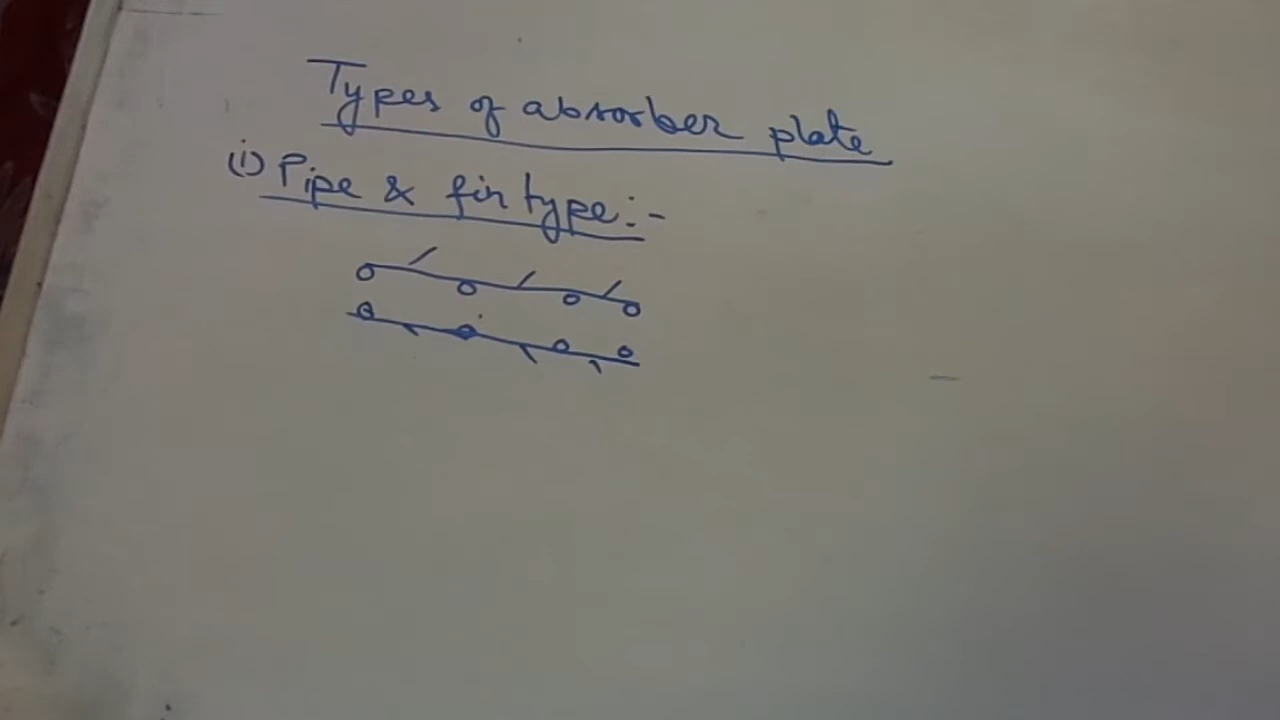 Types of absorber plate
(i) Pipe & fin type:-